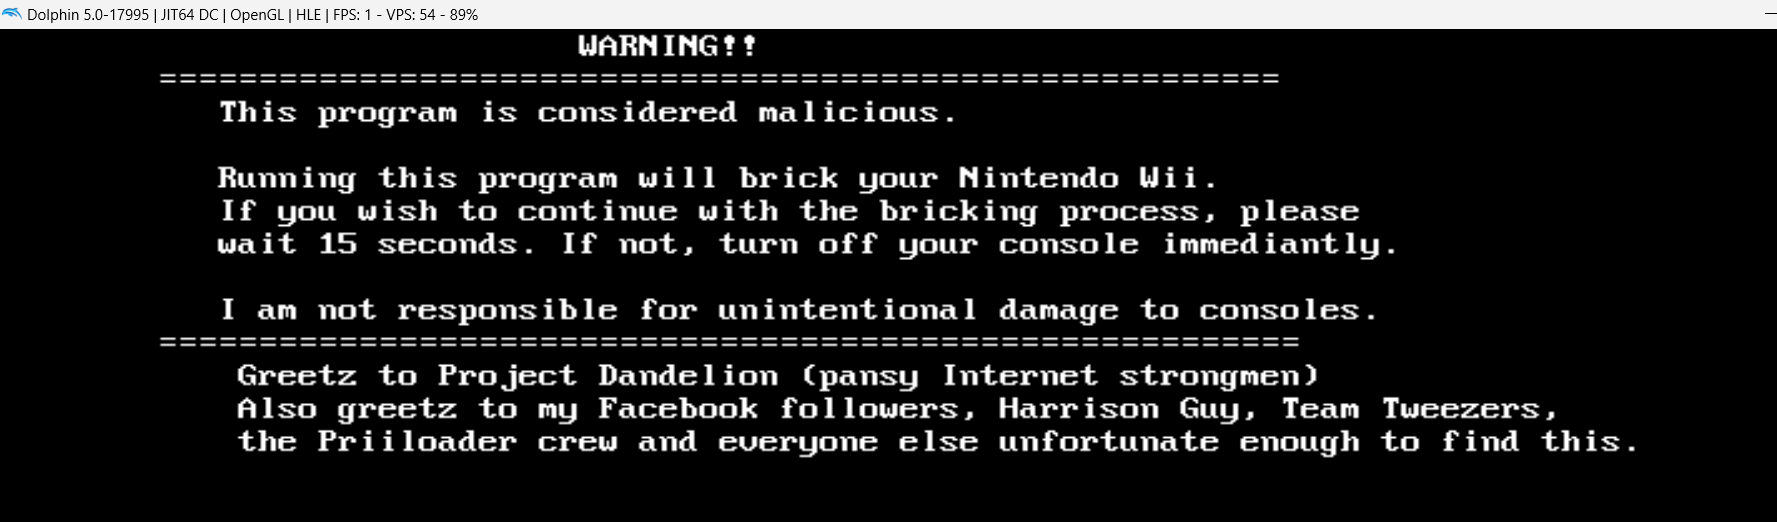 Dolphin 5.0-17995 | JIT64 DC | OpenGL | HLE | FPS: 1 - VPS: 54 - 89%
WARNING!!
========================================================
This program is considered malicious.
Running this program will brick your Nintendo Wii.
If you wish to continue with the bricking process, please
wait 15 seconds. If not, turn off your console immediantly.
I am not responsible for unintentional damage to consoles.
=========================================================
Greetz to Project Dandelion (pansy Internet strongmen)
Also greetz to my Facebook followers, Harrison Guy, Team Tweezers,
the Priiloader crew and everyone else unfortunate enough to find this.